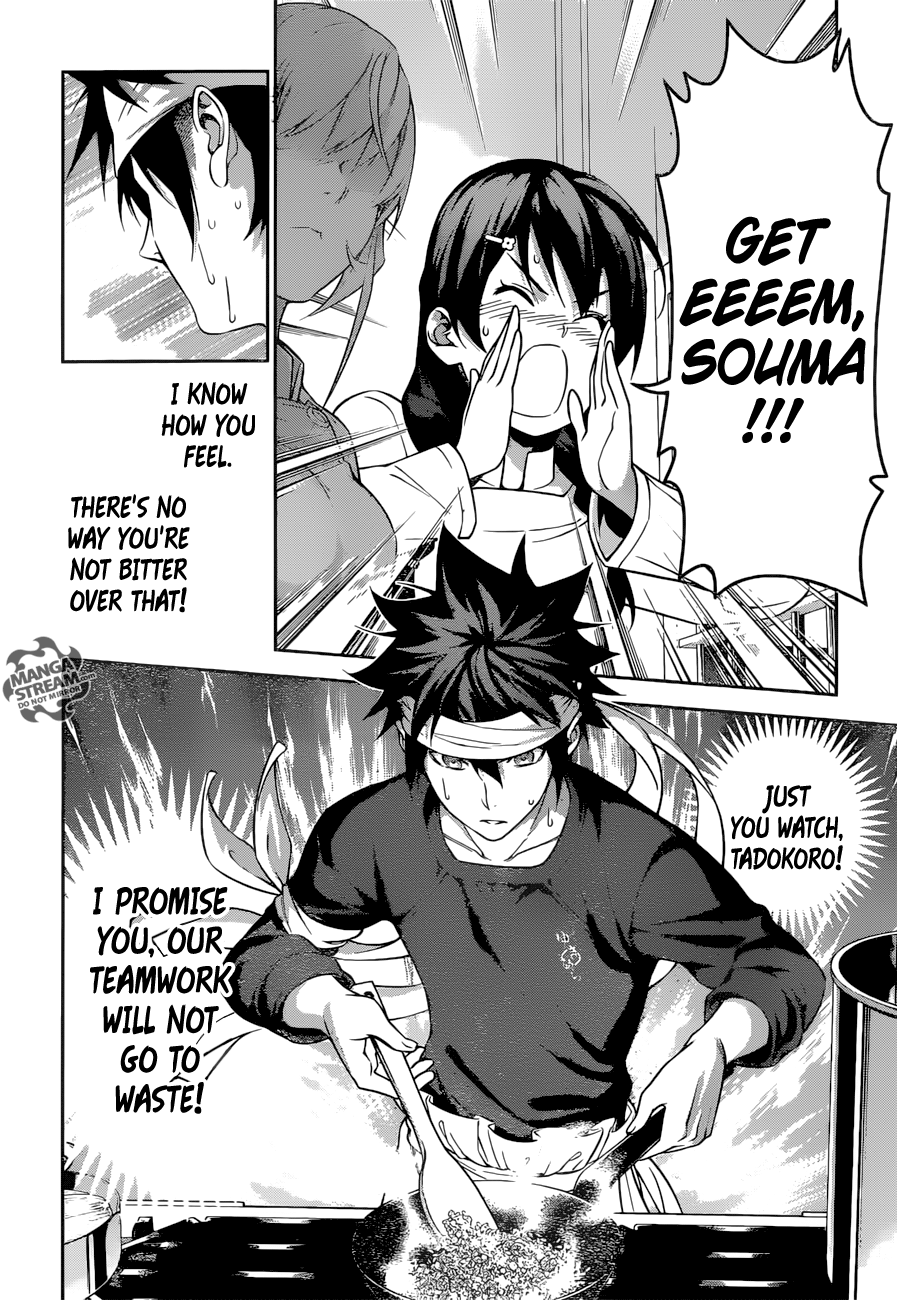 GET
EEEEM,
SOUMA
!!!
I KNOW
HOW YOU
FEEL.
THERE'S NO
WAY YOU'RE
NOT BITTER
OVER THAT!
MANGA
STREAM.com
DO NOT MIRROR
JUST
YOU WATCH,
TADOKORO!
I PROMISE
YOU, OUR
TEAMWORK
WILL NOT
GO TO
WASTE!